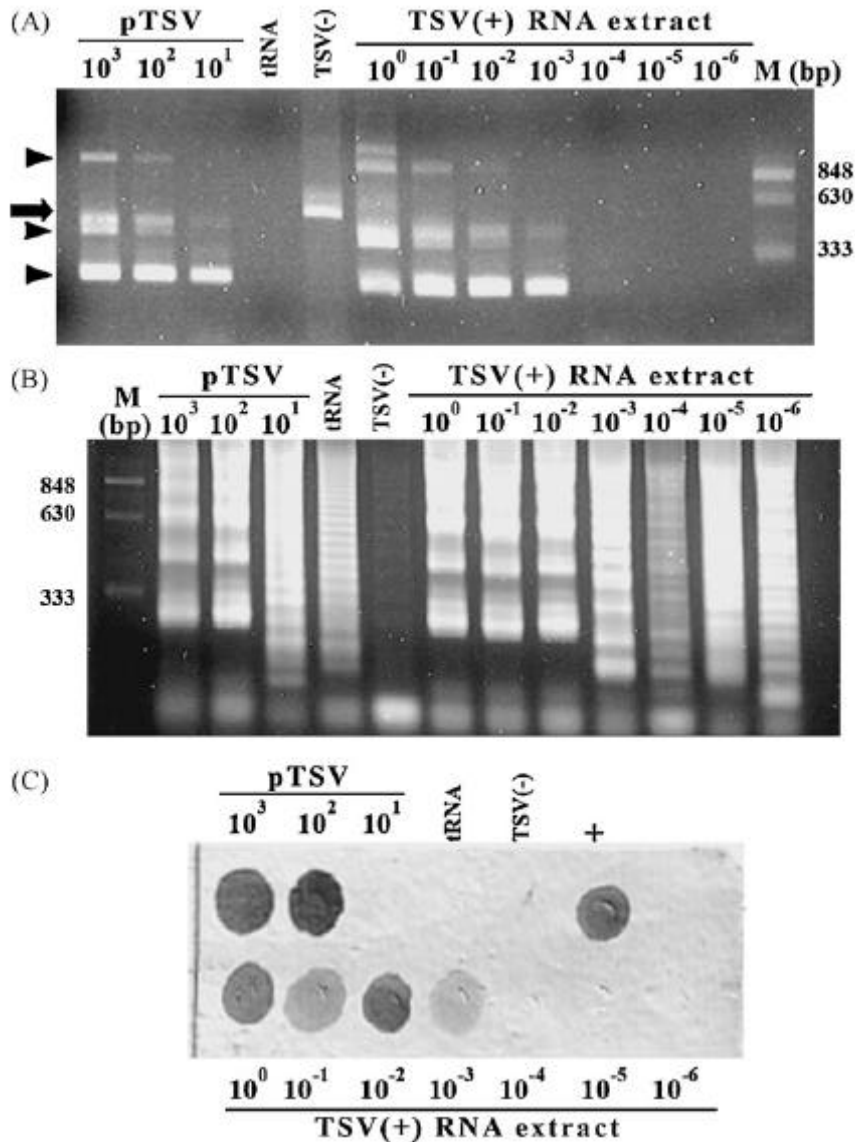 (A)
pTSV
TSV(+) RNA extract
10³ 10² 10¹ tRNA TSV(-) 10⁰ 10⁻¹ 10⁻² 10⁻³ 10⁻⁴ 10⁻⁵ 10⁻⁶ M (bp)
848
630
333
(B)
pTSV
TSV(+) RNA extract
M (bp) 10³ 10² 10¹ tRNA TSV(-) 10⁰ 10⁻¹ 10⁻² 10⁻³ 10⁻⁴ 10⁻⁵ 10⁻⁶
848
630
333
(C)
pTSV
10³ 10² 10¹ tRNA TSV(-) +
10⁰ 10⁻¹ 10⁻² 10⁻³ 10⁻⁴ 10⁻⁵ 10⁻⁶
TSV(+) RNA extract